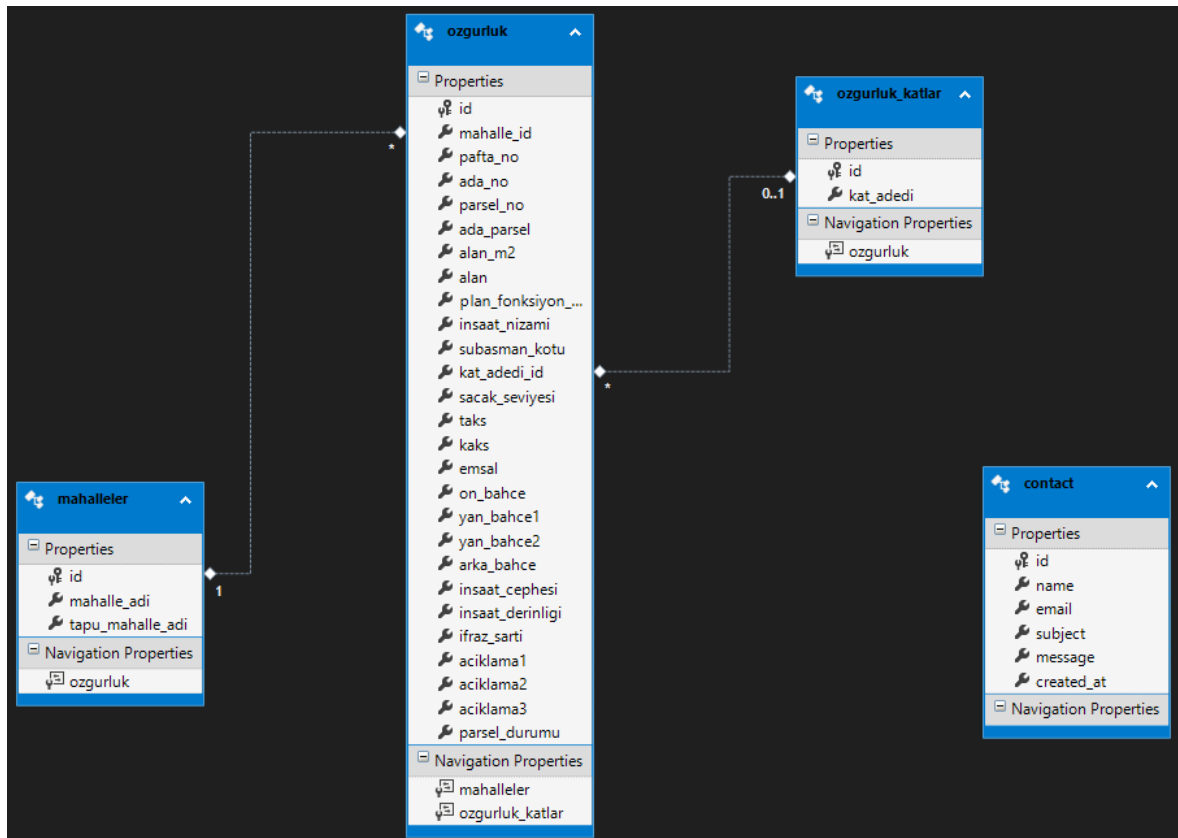 ozgurluk
Properties
id
mahalle_id
pafta_no
ada_no
parsel_no
ada_parsel
alan_m2
alan
plan_fonksiyon_...
insaat_nizami
subasman_kotu
kat_adedi_id
sacak_seviyesi
taks
kaks
emsal
on_bahce
yan_bahce1
yan_bahce2
arka_bahce
insaat_cephesi
insaat_derinligi
ifraz_sarti
aciklama1
aciklama2
aciklama3
parsel_durumu
Navigation Properties
mahalleler
ozgurluk_katlar
*
*
ozgurluk_katlar
Properties
id
kat_adedi
Navigation Properties
ozgurluk
0..1
mahalleler
Properties
id
mahalle_adi
tapu_mahalle_adi
Navigation Properties
ozgurluk
1
contact
Properties
id
name
email
subject
message
created_at
Navigation Properties